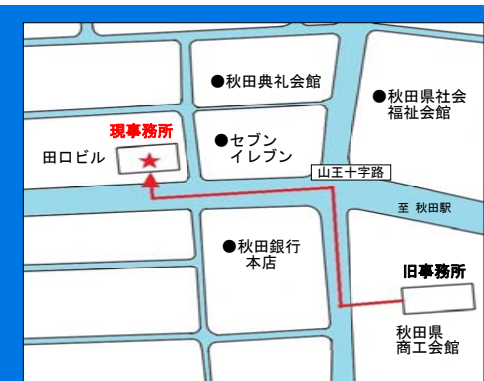 ●秋田典礼会館
●秋田県社会
福祉会館
現事務所
●セブン
イレブン
田口ビル
山王十字路
至 秋田駅
●秋田銀行
本店
旧事務所
秋田県
商工会館